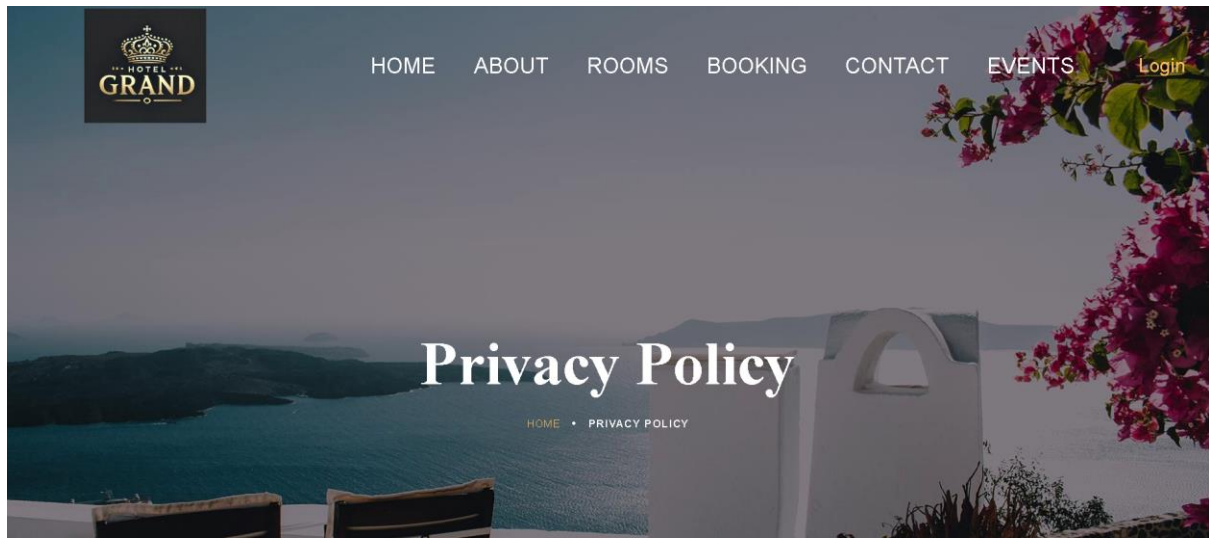 HOTEL
GRAND
HOME ABOUT ROOMS BOOKING CONTACT EVENTS Login
Privacy Policy
HOME • PRIVACY POLICY